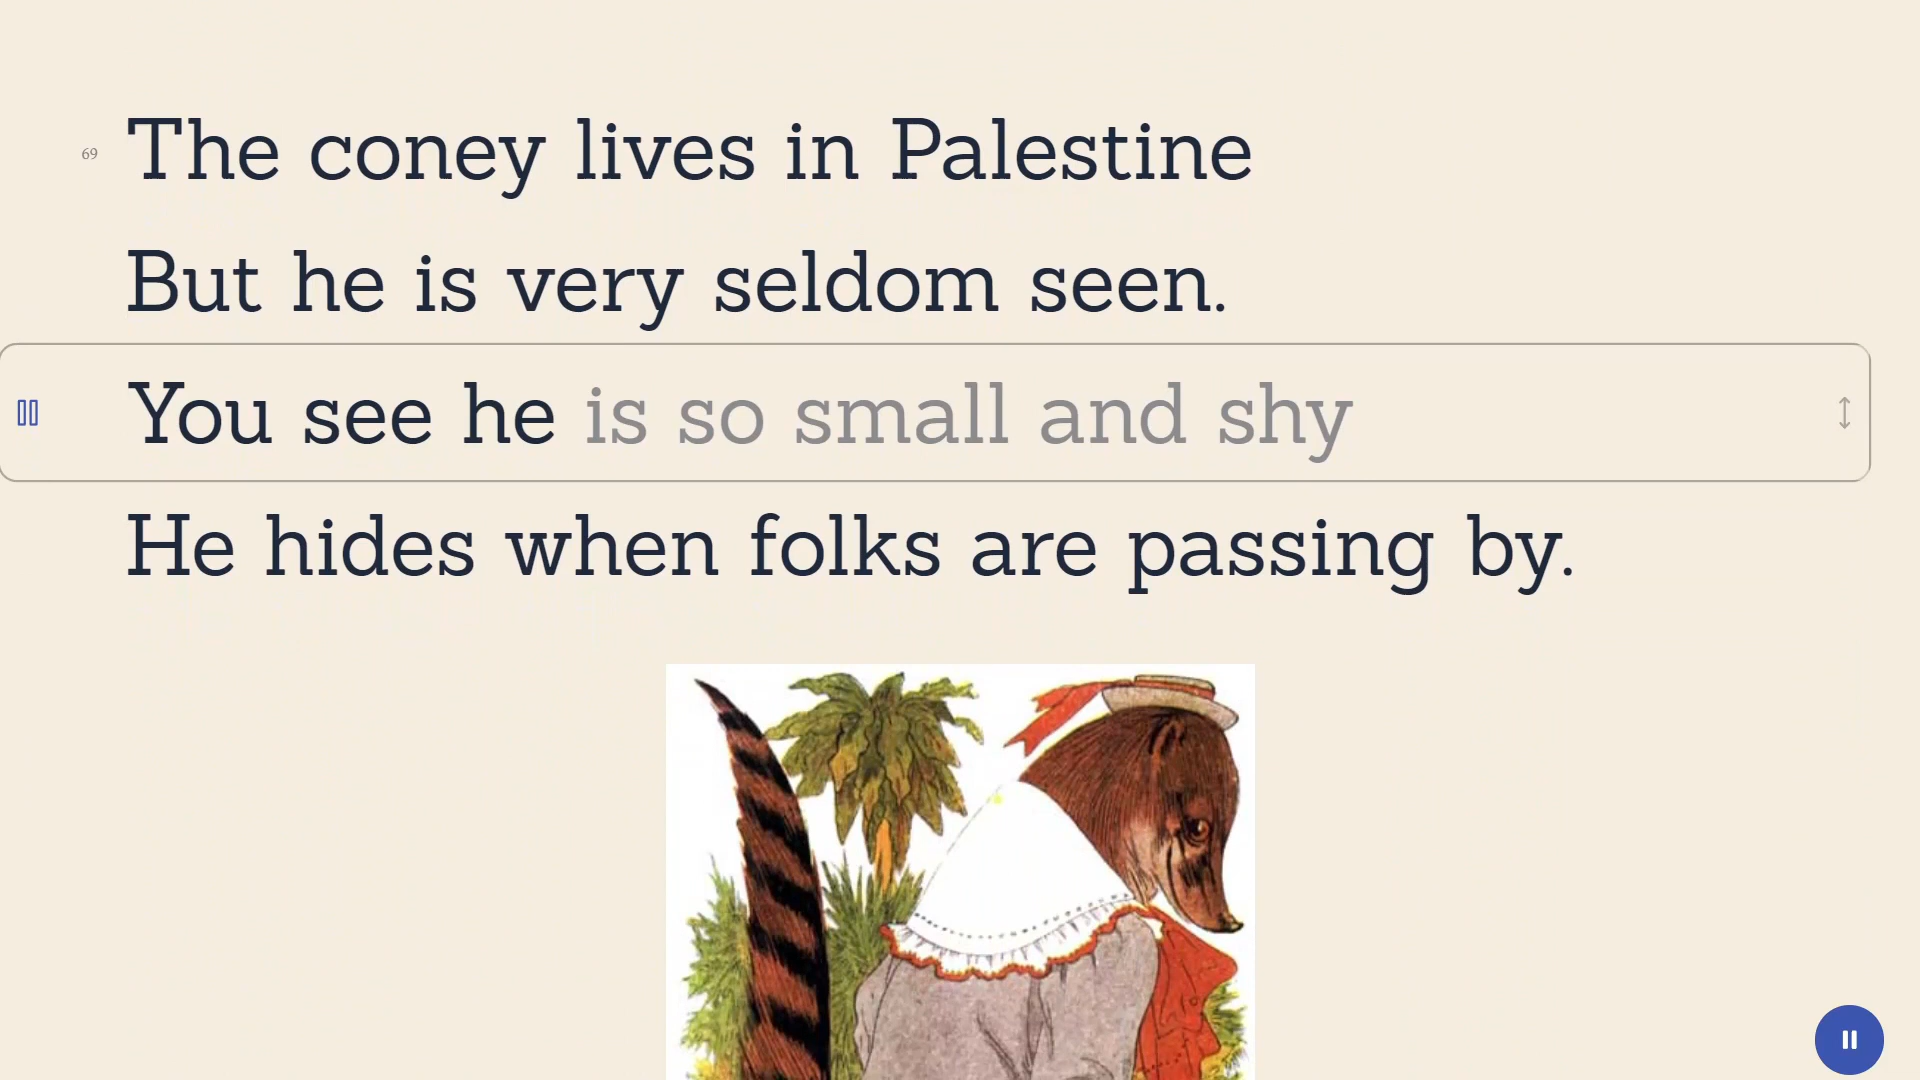 69
The coney lives in Palestine
But he is very seldom seen.
You see he is so small and shy
He hides when folks are passing by.